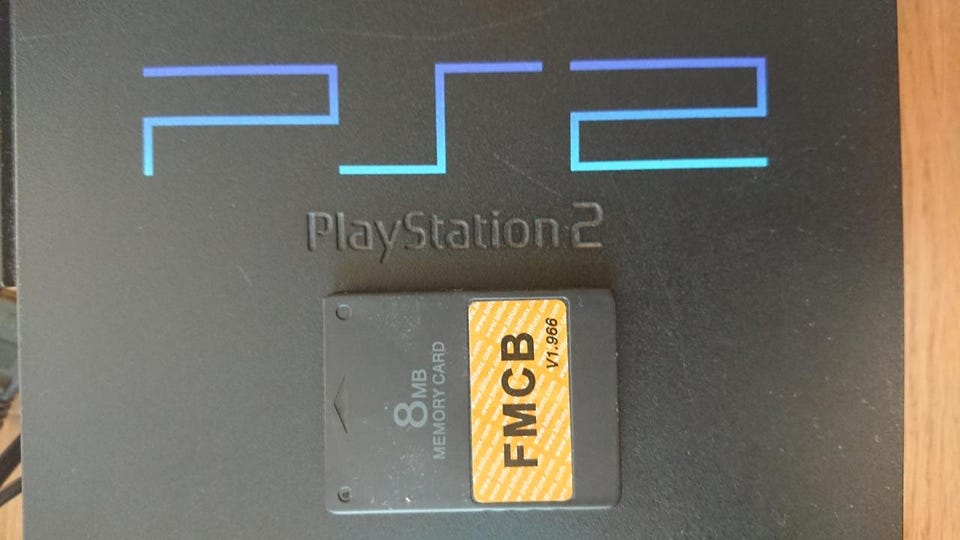 PS2
PlayStation 2
8MB
MEMORY CARD
FMCB
V1.966